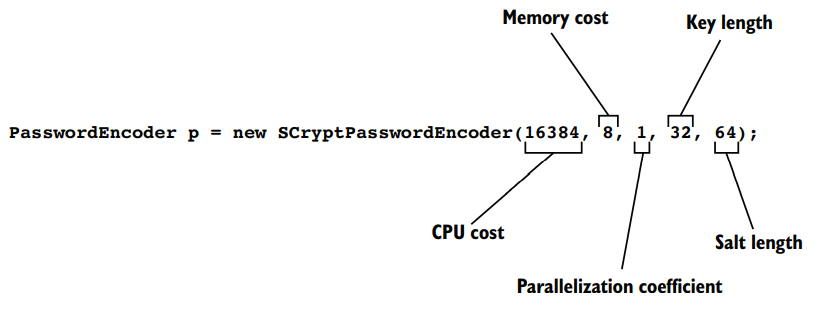 Memory cost
Key length
PasswordEncoder p = new SCryptPasswordEncoder(16384, 8, 1, 32, 64);
CPU cost
Salt length
Parallelization coefficient